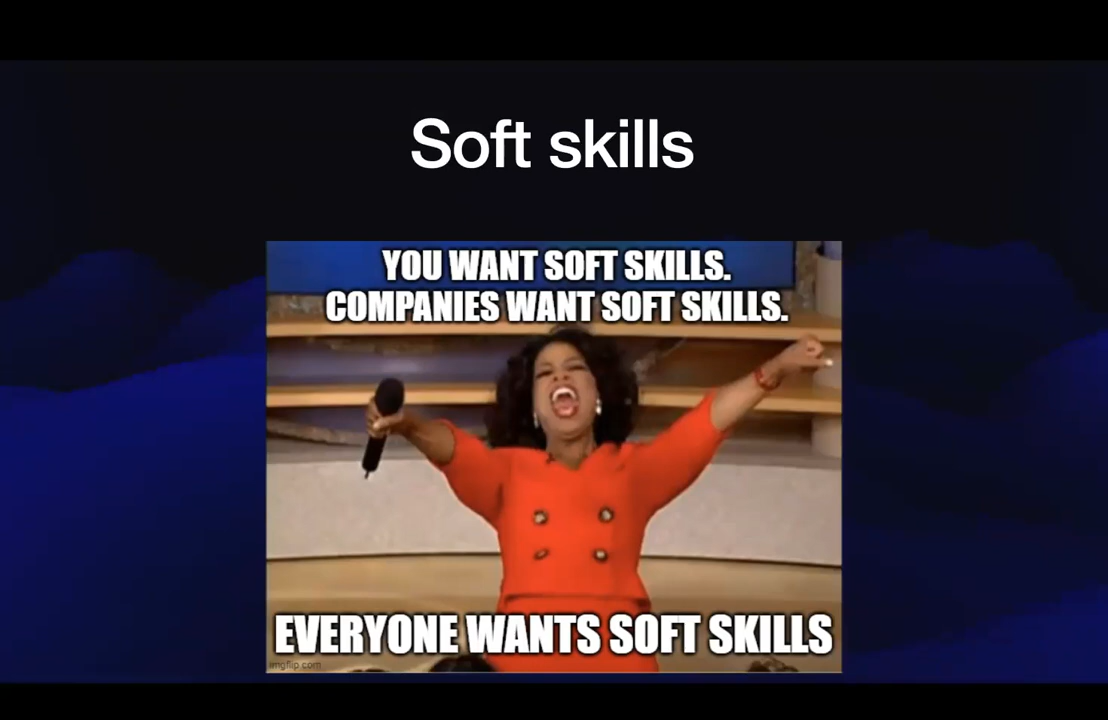 Soft skills
YOU WANT SOFT SKILLS.
COMPANIES WANT SOFT SKILLS.
EVERYONE WANTS SOFT SKILLS
imgflip.com